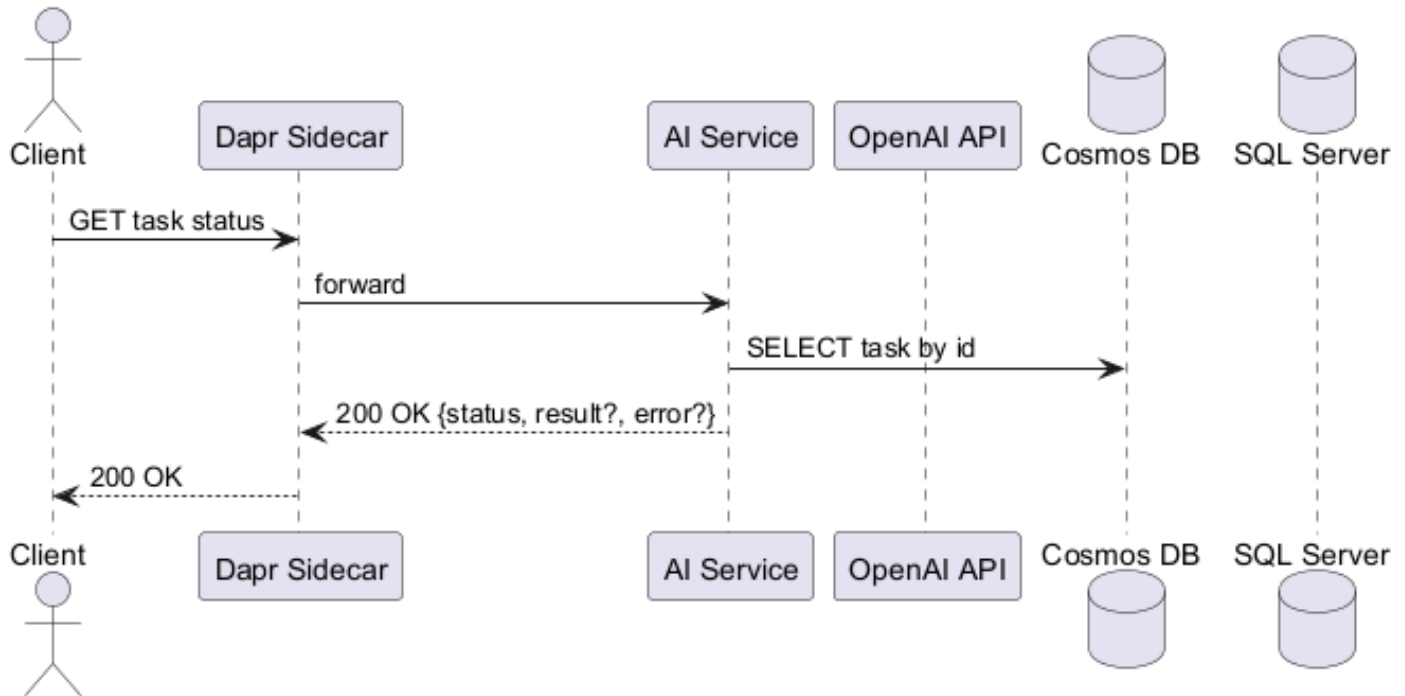 Client
Dapr Sidecar
AI Service
OpenAI API
Cosmos DB
SQL Server
GET task status
forward
SELECT task by id
200 OK {status, result?, error?}
200 OK
Client
Dapr Sidecar
AI Service
OpenAI API
Cosmos DB
SQL Server